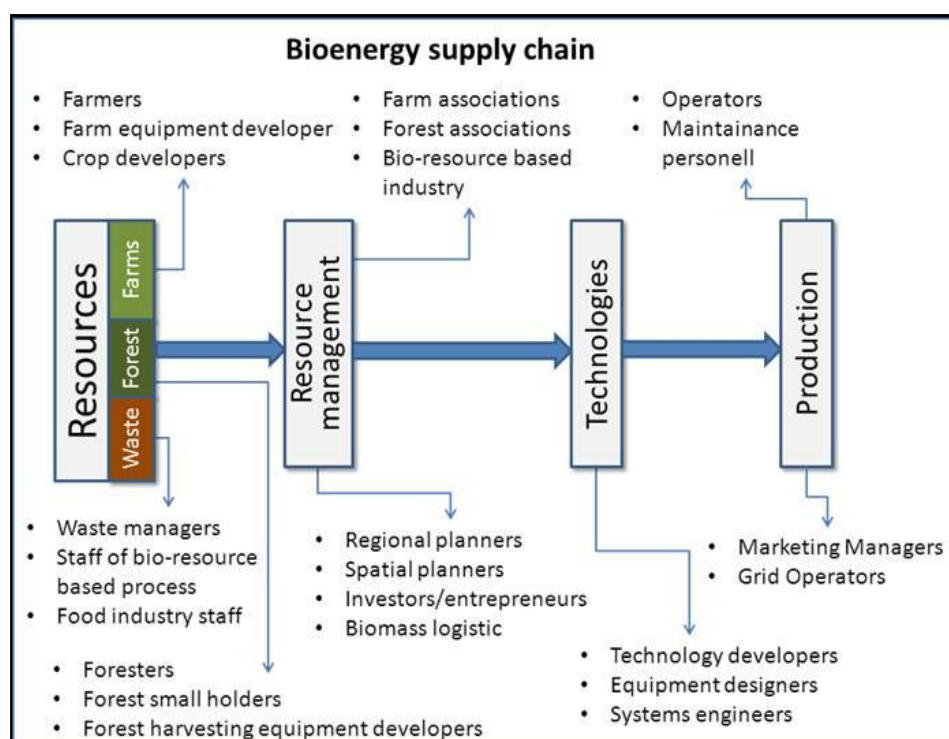 Bioenergy supply chain
• Farmers
• Farm equipment developer
• Crop developers
• Farm associations
• Forest associations
• Bio-resource based
industry
• Operators
• Maintainance
personell
Resources
Farms
Forest
Waste
Resource
management
Technologies
Production
• Waste managers
• Staff of bio-resource
based process
• Food industry staff
• Foresters
• Forest small holders
• Forest harvesting equipment developers
• Regional planners
• Spatial planners
• Investors/entrepreneurs
• Biomass logistic
• Technology developers
• Equipment designers
• Systems engineers
• Marketing Managers
• Grid Operators